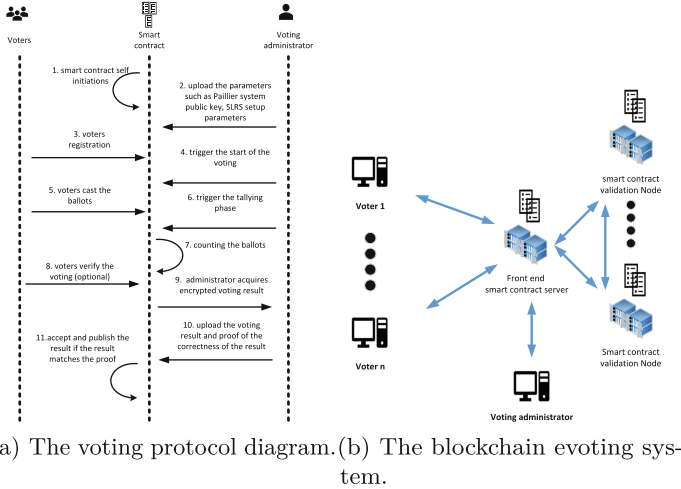 Voters
Smart
contract
Voting
administrator
1. smart contract self
initiations
2. upload the parameters
such as Paillier system
public key, SLRS setup
parameters
3. voters
registration
4. trigger the start of the
voting
5. voters cast the
ballots
6. trigger the tallying
phase
7. counting the ballots
8. voters verify the
voting (optional)
9. administrator acquires
encrypted voting result
10. upload the voting
result and proof of the
correctness of the result
11.accept and publish the
result if the result
matches the proof
Voter 1
Voter n
Front end
smart contract server
Voting administrator
smart contract
validation Node
Smart contract
validation Node
a) The voting protocol diagram.
(b) The blockchain evoting sys-
tem.